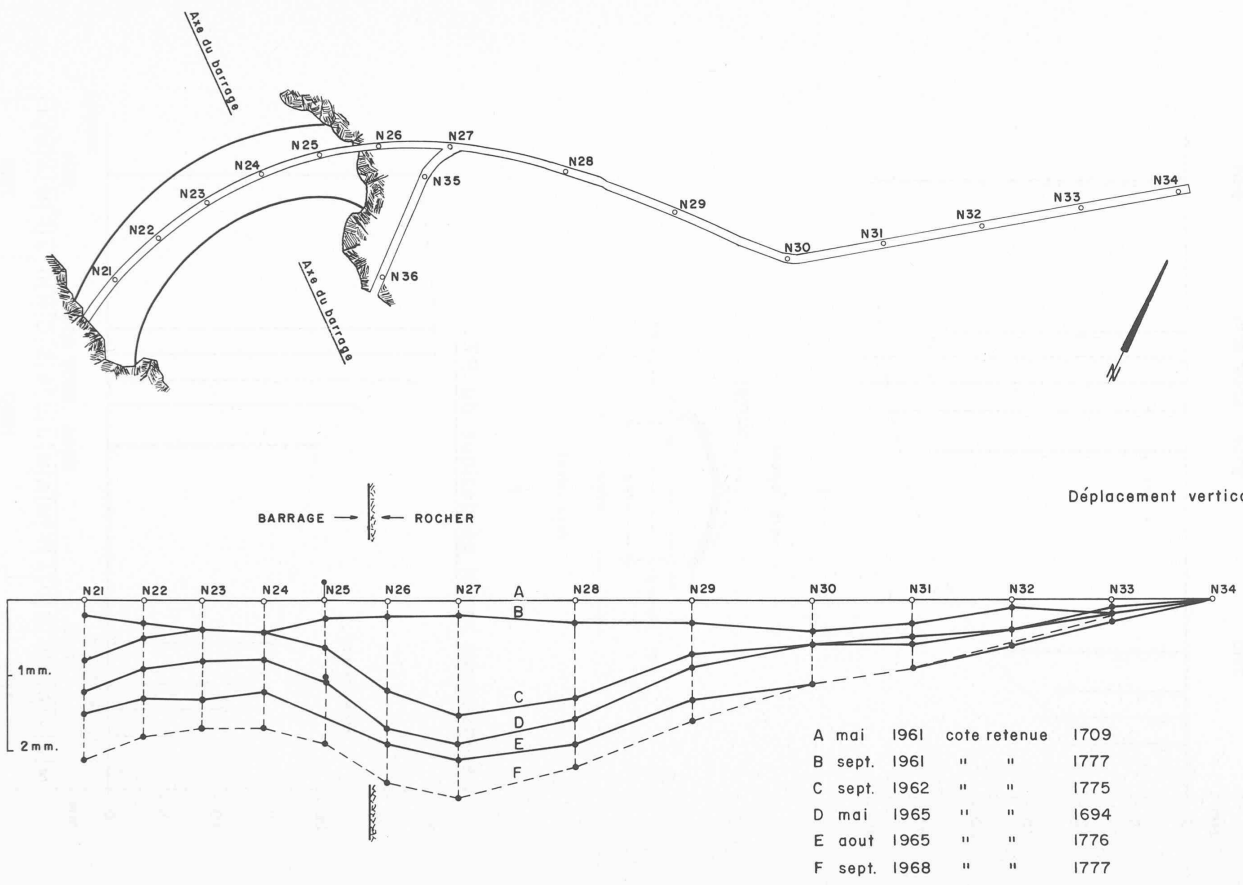 Axe du barrage
N21
N22
N23
N24
N25
N26
N27
N35
N36
N28
N29
N30
N31
N32
N33
N34
Axe du barrage
N
BARRAGE ROCHER
Déplacement vertic
N21 N22 N23 N24 N25 N26 N27 A N28 N29 N30 N31 N32 N33 N34
B
1mm.
C
D
2mm.
E
F
A mai 1961 cote retenue 1709
B sept. 1961 " " 1777
C sept. 1962 " " 1775
D mai 1965 " " 1694
E aout 1965 " " 1776
F sept. 1968 " " 1777